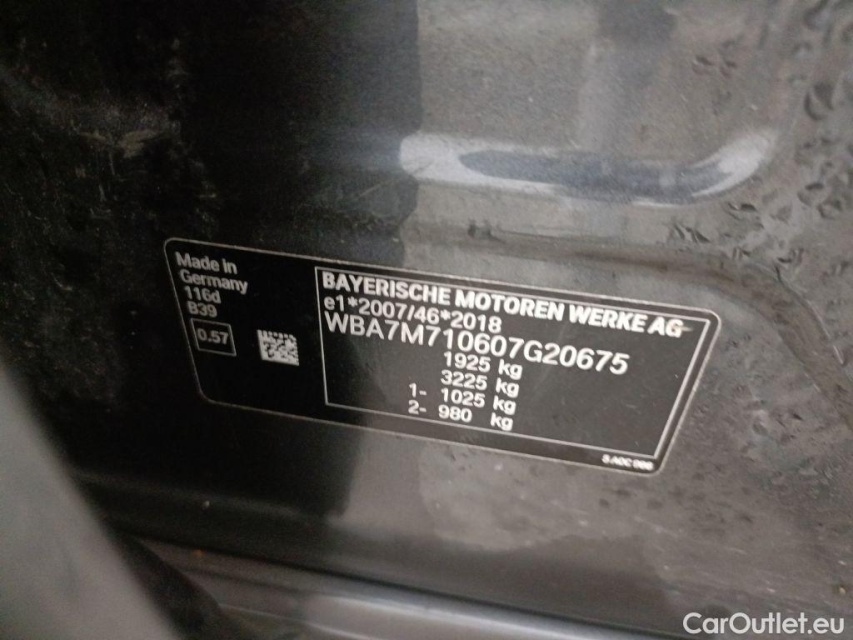 Made in
Germany
116d
B39
0.57
BAYERISCHE MOTOREN WERKE AG
e1*2007/46*2018
WBA7M710607G20675
1925 kg
3225 kg
1- 1025 kg
2- 980 kg
CarOutlet.eu